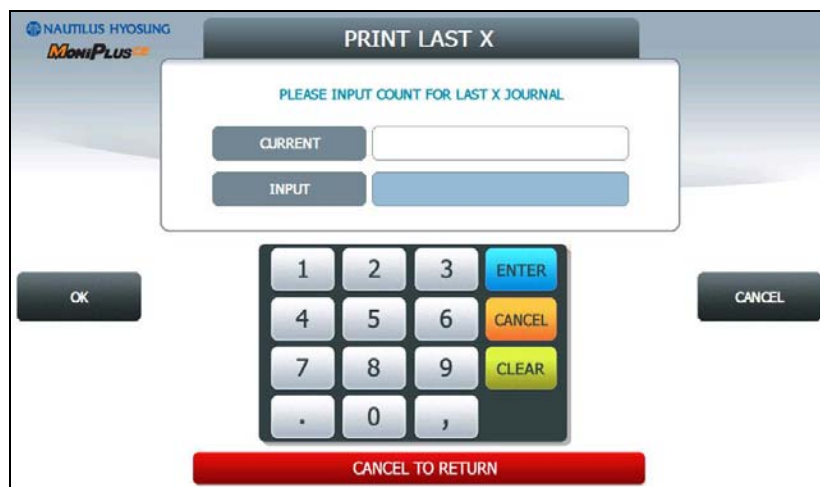 NAUTILUS HYOSUNG
MONIPLUS CE
PRINT LAST X
PLEASE INPUT COUNT FOR LAST X JOURNAL
CURRENT
INPUT
1 2 3 ENTER
OK
CANCEL
4 5 6 CANCEL
7 8 9 CLEAR
. 0 ,
CANCEL TO RETURN